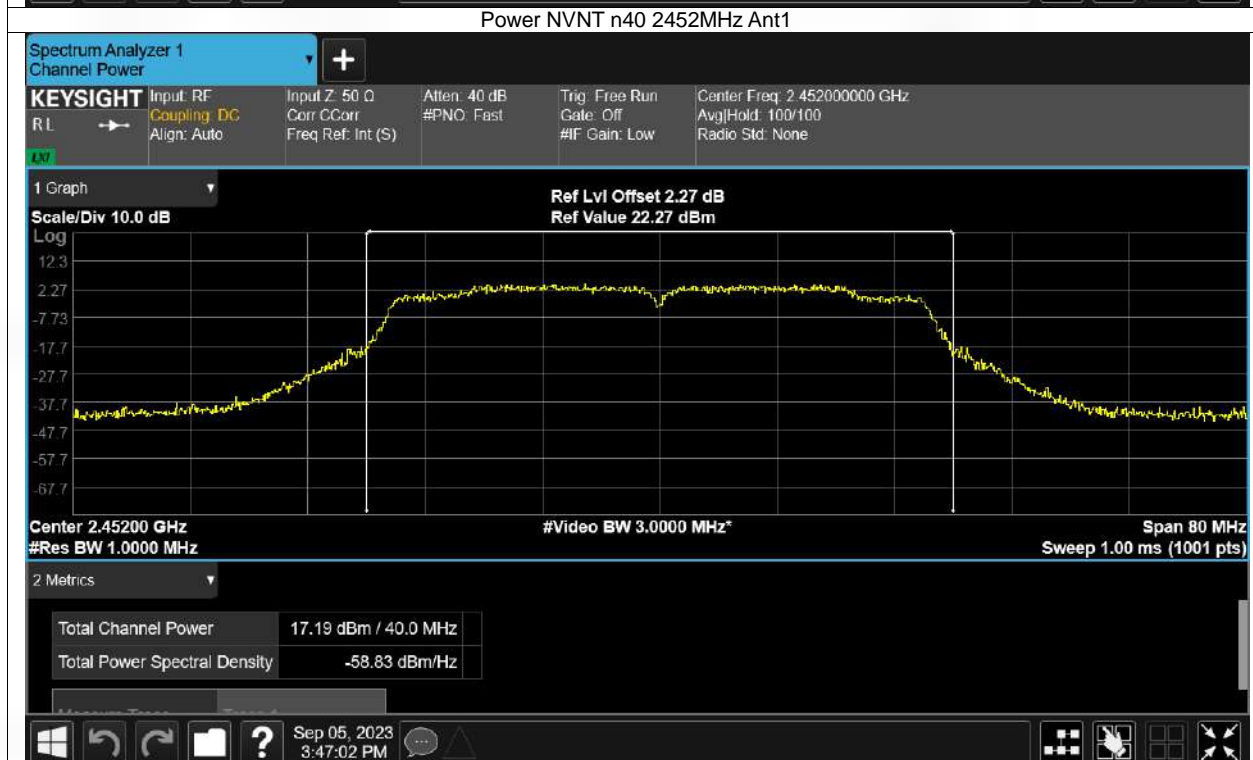 Power NVNT n40 2452MHz Ant1
Spectrum Analyzer 1
Channel Power
+
KEYSIGHT
RL
LXI
Input: RF
Coupling: DC
Align: Auto
Input Z: 50 Ω
Corr CCorr
Freq Ref: Int (S)
Atten: 40 dB
#PNO: Fast
Trig: Free Run
Gate: Off
#IF Gain: Low
Center Freq: 2.452000000 GHz
Avg|Hold: 100/100
Radio Std: None
1 Graph
Scale/Div 10.0 dB
Ref Lvl Offset 2.27 dB
Ref Value 22.27 dBm
Log
12.3
2.27
-7.73
-17.7
-27.7
-37.7
-47.7
-57.7
-67.7
Center 2.45200 GHz
#Res BW 1.0000 MHz
#Video BW 3.0000 MHz*
Span 80 MHz
Sweep 1.00 ms (1001 pts)
2 Metrics
Total Channel Power 17.19 dBm / 40.0 MHz
Total Power Spectral Density -58.83 dBm/Hz
?
Sep 05, 2023
3:47:02 PM